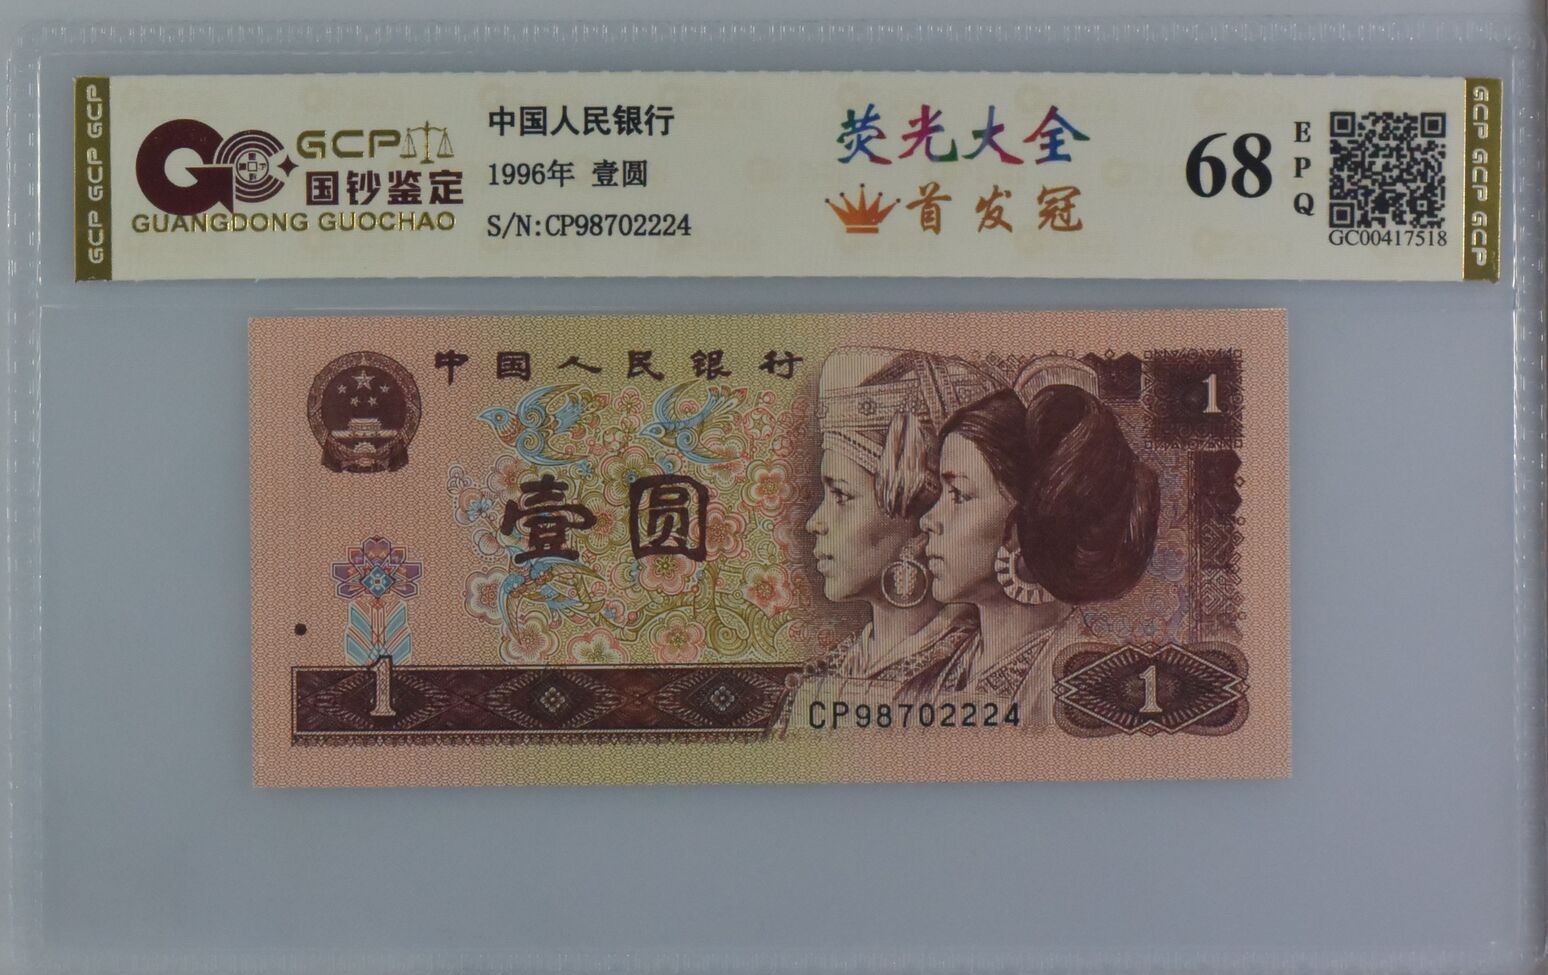 GCP GCP GCP
GCP
国钞鉴定
GUANGDONG GUOCHAO
中国人民银行
1996年 壹圆
S/N:CP98702224
荧光大全
首发冠
68
E
P
Q
GC00417518
GCP GCP GCP
中国人民银行
1
壹圆
1
CP98702224
1